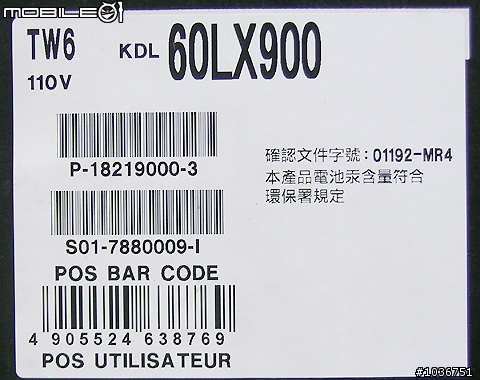 mobile01
TW6 KDL 60LX900
110V
P-18219000-3
確認文件字號：01192-MR4
本產品電池汞含量符合
環保署規定
S01-7880009-I
POS BAR CODE
4 905524 638769
POS UTILISATEUR
#1036751